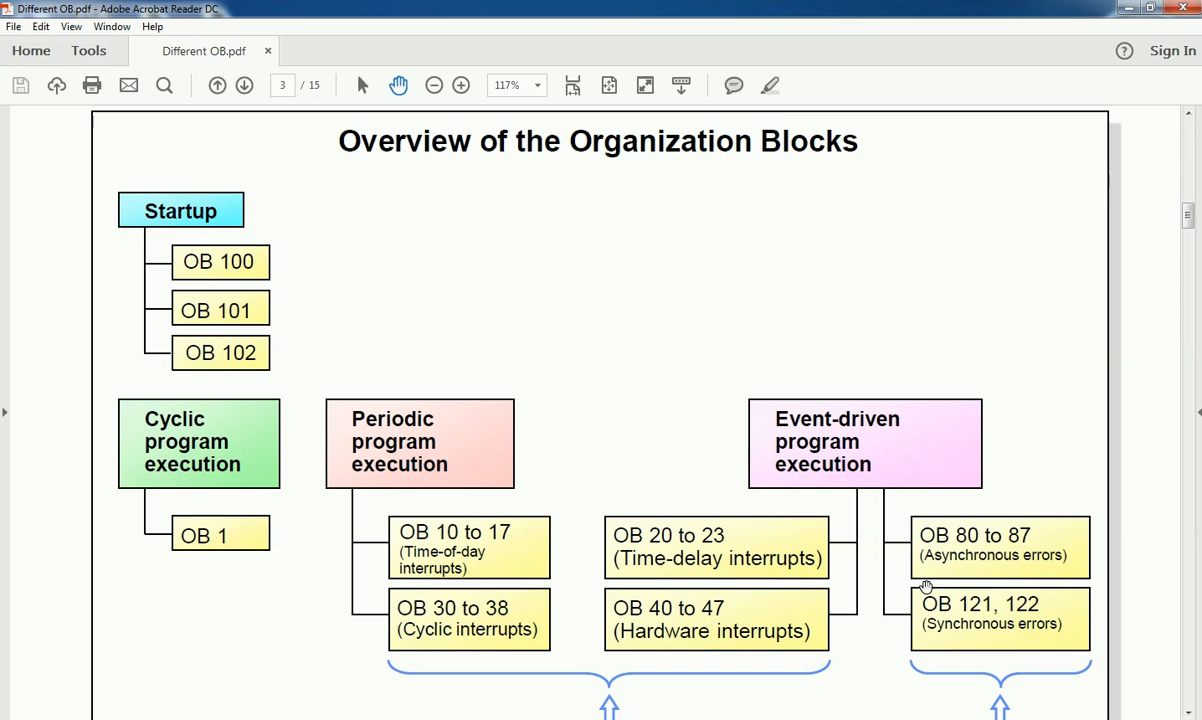 Different OB.pdf - Adobe Acrobat Reader DC
File Edit View Window Help
Home Tools Different OB.pdf × ? Sign In
3 / 15 117%
Overview of the Organization Blocks
Startup
OB 100
OB 101
OB 102
Cyclic
program
execution
OB 1
Periodic
program
execution
OB 10 to 17
(Time-of-day
interrupts)
OB 30 to 38
(Cyclic interrupts)
Event-driven
program
execution
OB 20 to 23
(Time-delay interrupts)
OB 40 to 47
(Hardware interrupts)
OB 80 to 87
(Asynchronous errors)
OB 121, 122
(Synchronous errors)